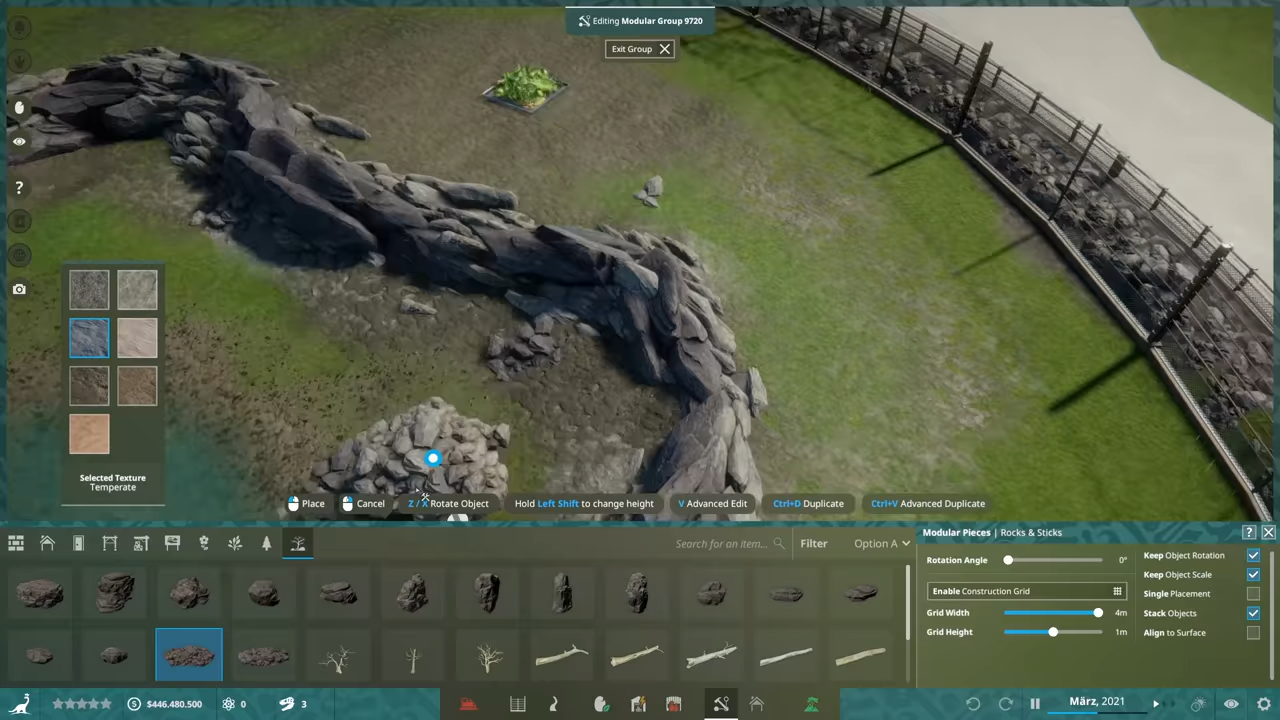 Editing Modular Group 9720
Exit Group
?
Selected Texture
Temperate
Place
Cancel
Z / X Rotate Object
Hold Left Shift to change height
V Advanced Edit
Ctrl+D Duplicate
Ctrl+V Advanced Duplicate
Search for an item...
Filter
Option A
Modular Pieces | Rocks & Sticks
?
Rotation Angle
0°
Enable Construction Grid
Grid Width
4m
Grid Height
1m
Keep Object Rotation
Keep Object Scale
Single Placement
Stack Objects
Align to Surface
$446.480.500
0
3
März, 2021